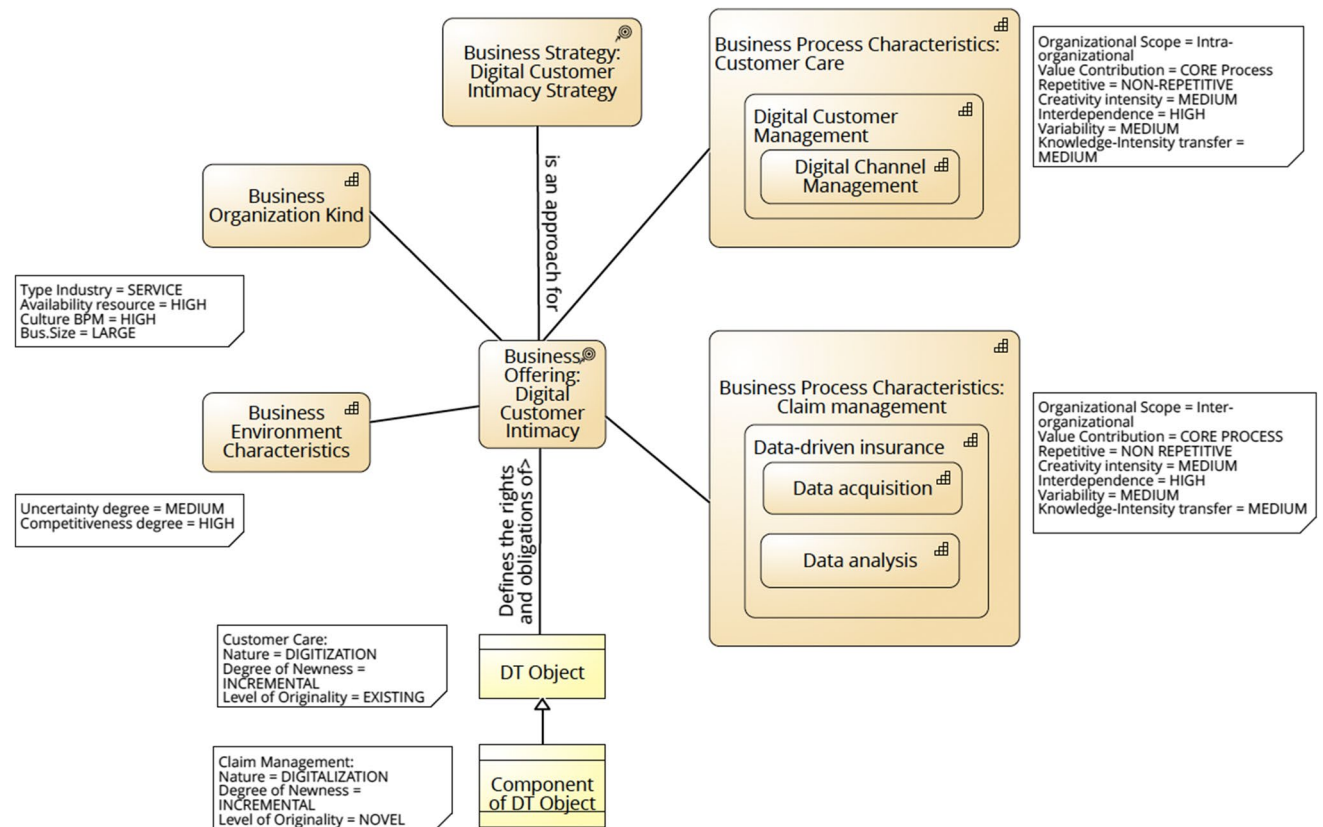 Business Strategy:
Digital Customer
Intimacy Strategy
Business Process Characteristics:
Customer Care
Digital Customer
Management
Digital Channel
Management
Organizational Scope = Intra-
organizational
Value Contribution = CORE Process
Repetitive = NON-REPETITIVE
Creativity intensity = MEDIUM
Interdependence = HIGH
Variability = MEDIUM
Knowledge-Intensity transfer =
MEDIUM
is an approach for
Business
Organization Kind
Type Industry = SERVICE
Availability resource = HIGH
Culture BPM = HIGH
Bus.Size = LARGE
Business
Offering:
Digital
Customer
Intimacy
Business
Environment
Characteristics
Uncertainty degree = MEDIUM
Competitiveness degree = HIGH
Business Process Characteristics:
Claim management
Data-driven insurance
Data acquisition
Data analysis
Organizational Scope = Inter-
organizational
Value Contribution = CORE PROCESS
Repetitive = NON REPETITIVE
Creativity intensity = MEDIUM
Interdependence = HIGH
Variability = MEDIUM
Knowledge-Intensity transfer = MEDIUM
Defines the rights
and obligations of>
Customer Care:
Nature = DIGITIZATION
Degree of Newness =
INCREMENTAL
Level of Originality = EXISTING
DT Object
Claim Management:
Nature = DIGITALIZATION
Degree of Newness =
INCREMENTAL
Level of Originality = NOVEL
Component
of DT Object